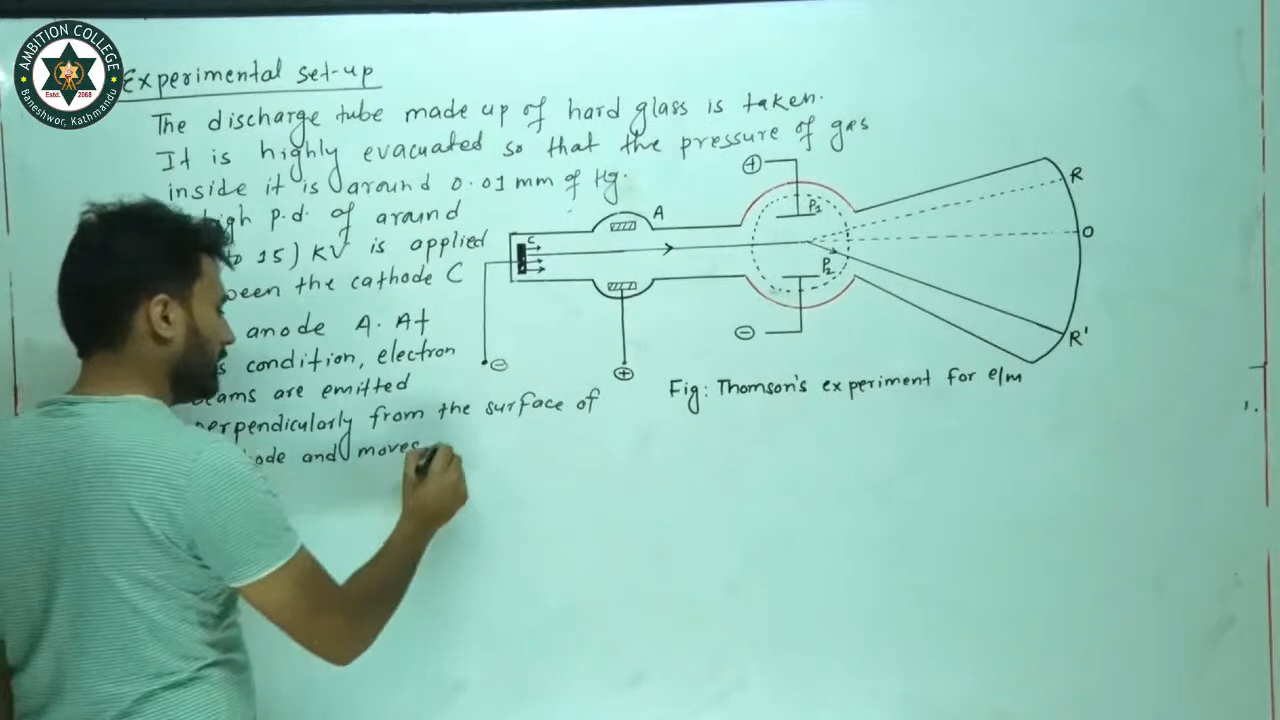 AMBITION COLLEGE
Estd. 2068
Baneshwor, Kathmandu
Experimental set-up
The discharge tube made up of hard glass is taken.
It is highly evacuated so that the pressure of gas
inside it is around 0.01 mm of Hg.
p.d. of around
15) KV is applied
the cathode C
anode A. At
condition, electron
are emitted
from the surface of
and moves
C
A
P1
P2
R
O
R'
+
-
-
+
Fig: Thomson's experiment for e/m